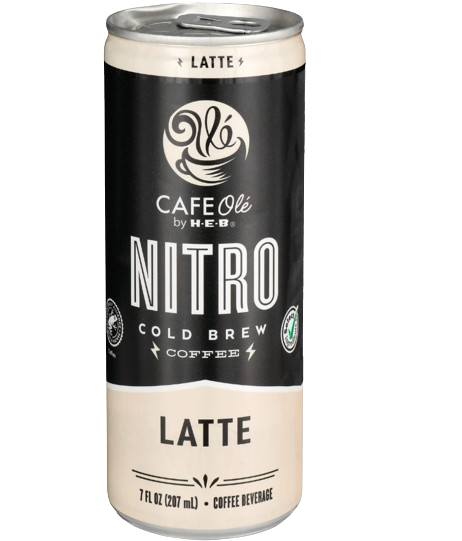 LATTE
Olé
CAFE Olé
by H-E-B®
NITRO
COLD BREW
COFFEE
LATTE
7 FL OZ (207 mL) • COFFEE BEVERAGE